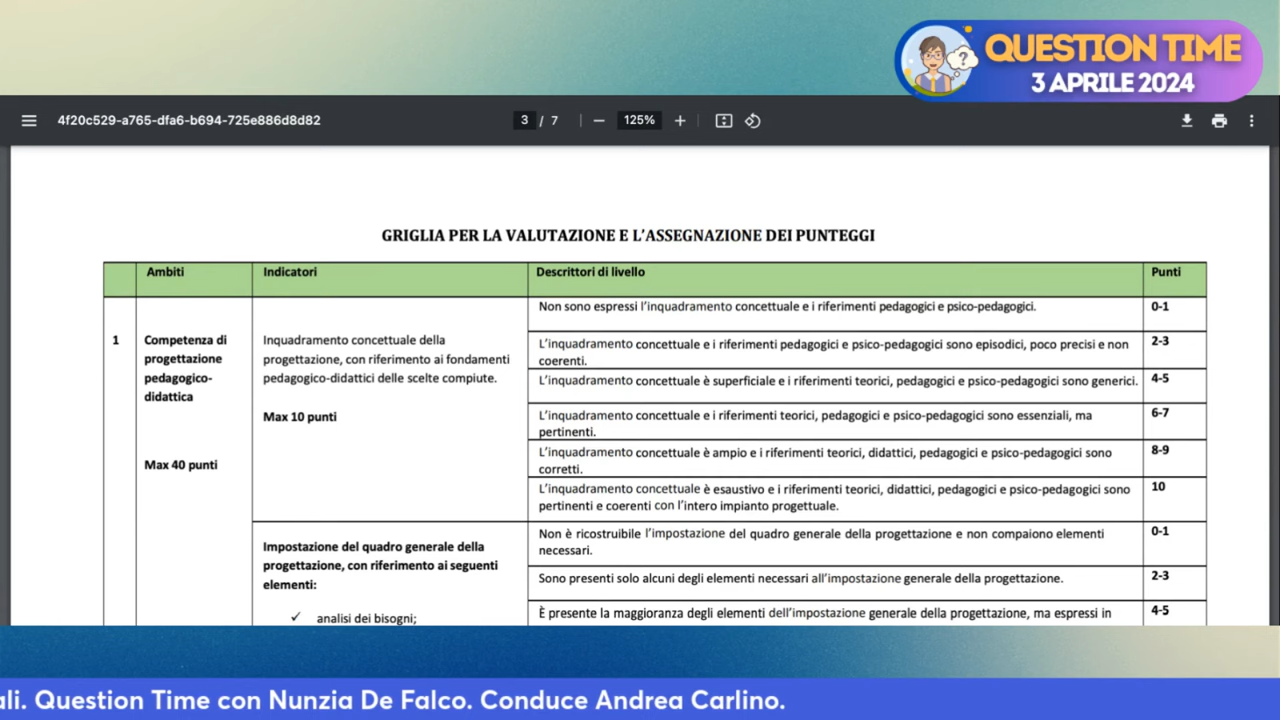 QUESTION TIME
3 APRILE 2024
4f20c529-a765-dfa6-b694-725e886d8d82
3 / 7
125%
GRIGLIA PER LA VALUTAZIONE E L'ASSEGNAZIONE DEI PUNTEGGI
Ambiti
Indicatori
Descrittori di livello
Punti
1
Competenza di
progettazione
pedagogico-
didattica
Max 40 punti
Inquadramento concettuale della
progettazione, con riferimento ai fondamenti
pedagogico-didattici delle scelte compiute.
Max 10 punti
Non sono espressi l'inquadramento concettuale e i riferimenti pedagogici e psico-pedagogici.
0-1
L'inquadramento concettuale e i riferimenti pedagogici e psico-pedagogici sono episodici, poco precisi e non
coerenti.
2-3
L'inquadramento concettuale è superficiale e i riferimenti teorici, pedagogici e psico-pedagogici sono generici.
4-5
L'inquadramento concettuale e i riferimenti teorici, pedagogici e psico-pedagogici sono essenziali, ma
pertinenti.
6-7
L'inquadramento concettuale è ampio e i riferimenti teorici, didattici, pedagogici e psico-pedagogici sono
corretti.
8-9
L'inquadramento concettuale è esaustivo e i riferimenti teorici, didattici, pedagogici e psico-pedagogici sono
pertinenti e coerenti con l'intero impianto progettuale.
10
Impostazione del quadro generale della
progettazione, con riferimento ai seguenti
elementi:
✓ analisi dei bisogni;
Non è ricostruibile l'impostazione del quadro generale della progettazione e non compaiono elementi
necessari.
0-1
Sono presenti solo alcuni degli elementi necessari all'impostazione generale della progettazione.
2-3
È presente la maggioranza degli elementi dell'impostazione generale della progettazione, ma espressi in
4-5
ali. Question Time con Nunzia De Falco. Conduce Andrea Carlino.